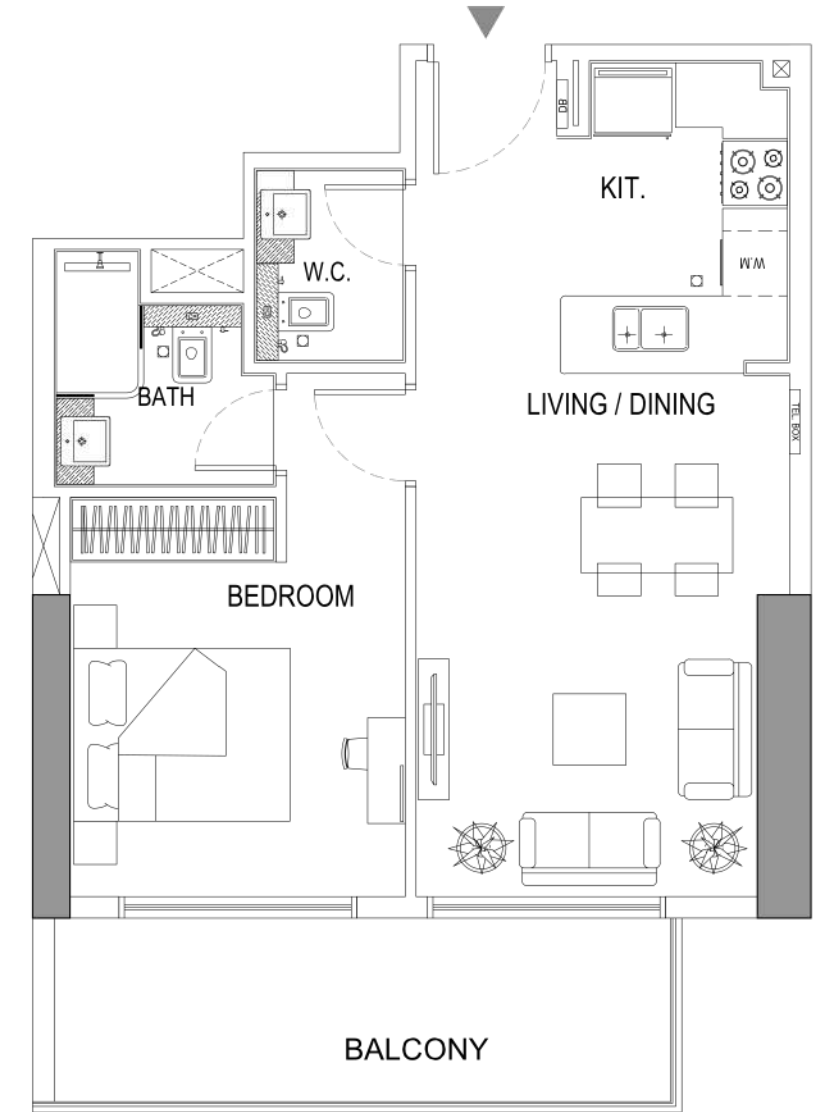 DB
KIT.
W.M
W.C.
BATH
LIVING / DINING
TEL BOX
BEDROOM
BALCONY